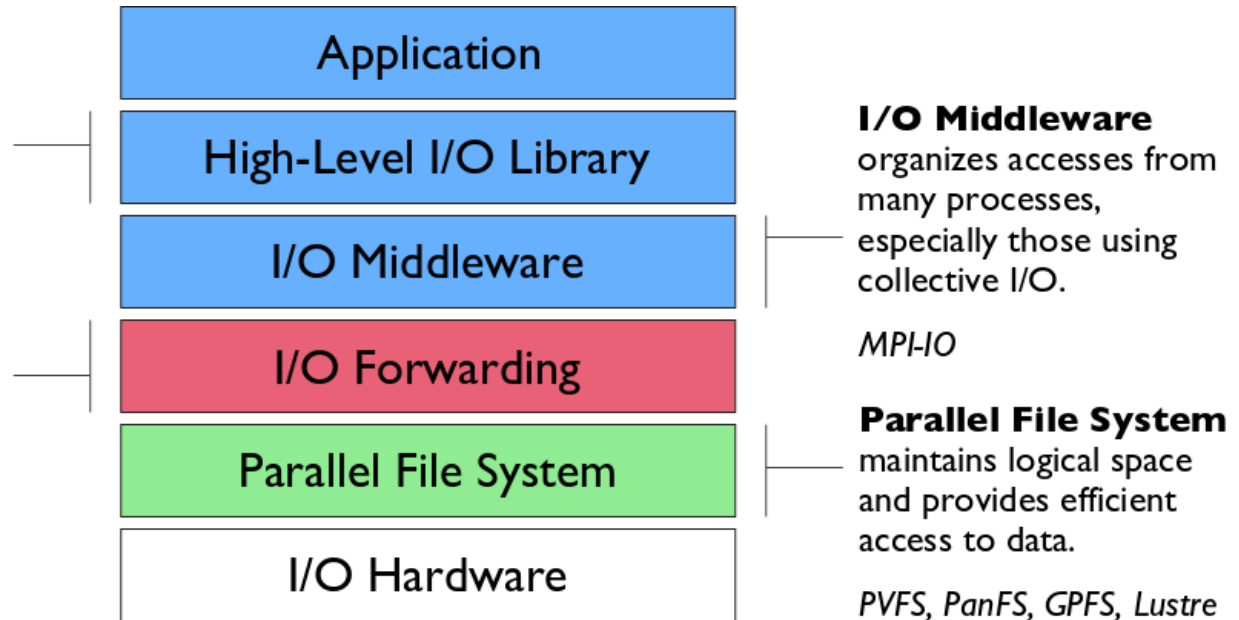 Application
High-Level I/O Library
I/O Middleware
I/O Forwarding
Parallel File System
I/O Hardware
I/O Middleware
organizes accesses from
many processes,
especially those using
collective I/O.
MPI-IO
Parallel File System
maintains logical space
and provides efficient
access to data.
PVFS, PanFS, GPFS, Lustre